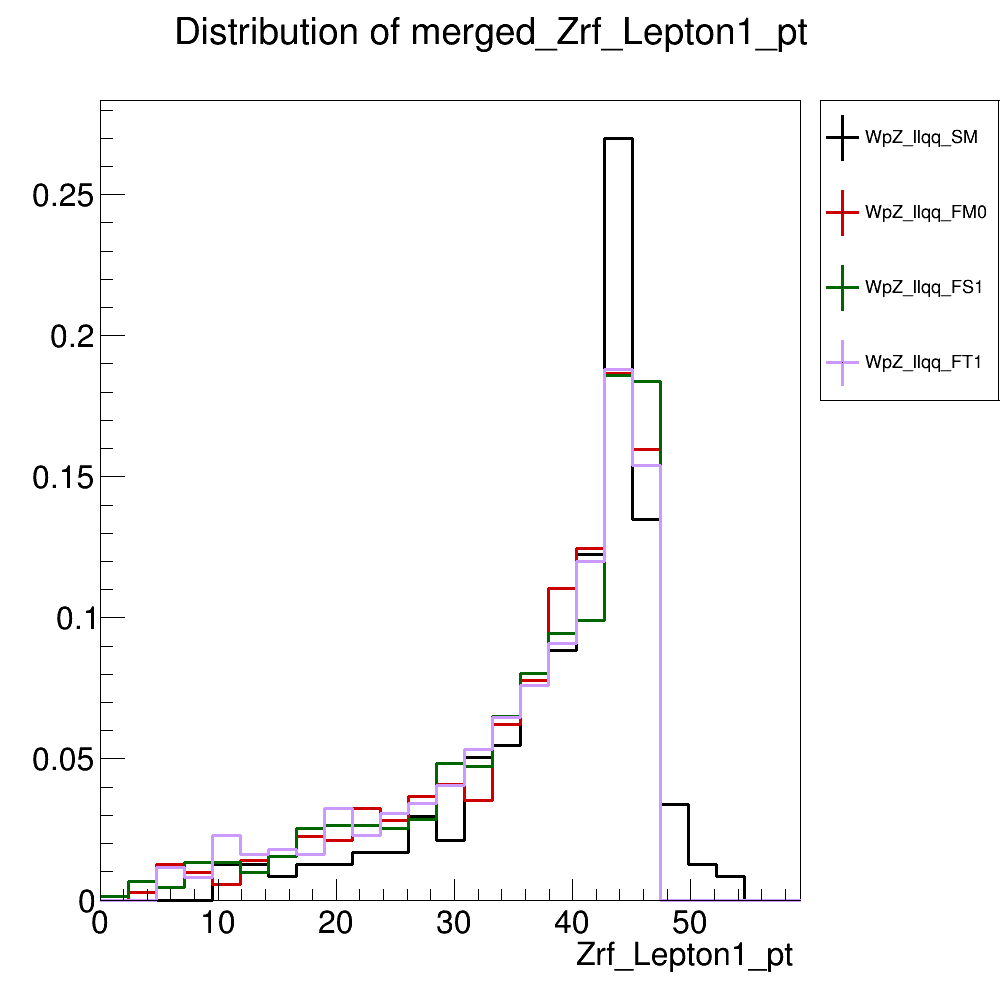 Distribution of merged_Zrf_Lepton1_pt
WpZ_llqq_SM
WpZ_llqq_FM0
WpZ_llqq_FS1
WpZ_llqq_FT1
0.25
0.2
0.15
0.1
0.05
0
0 10 20 30 40 50
Zrf_Lepton1_pt